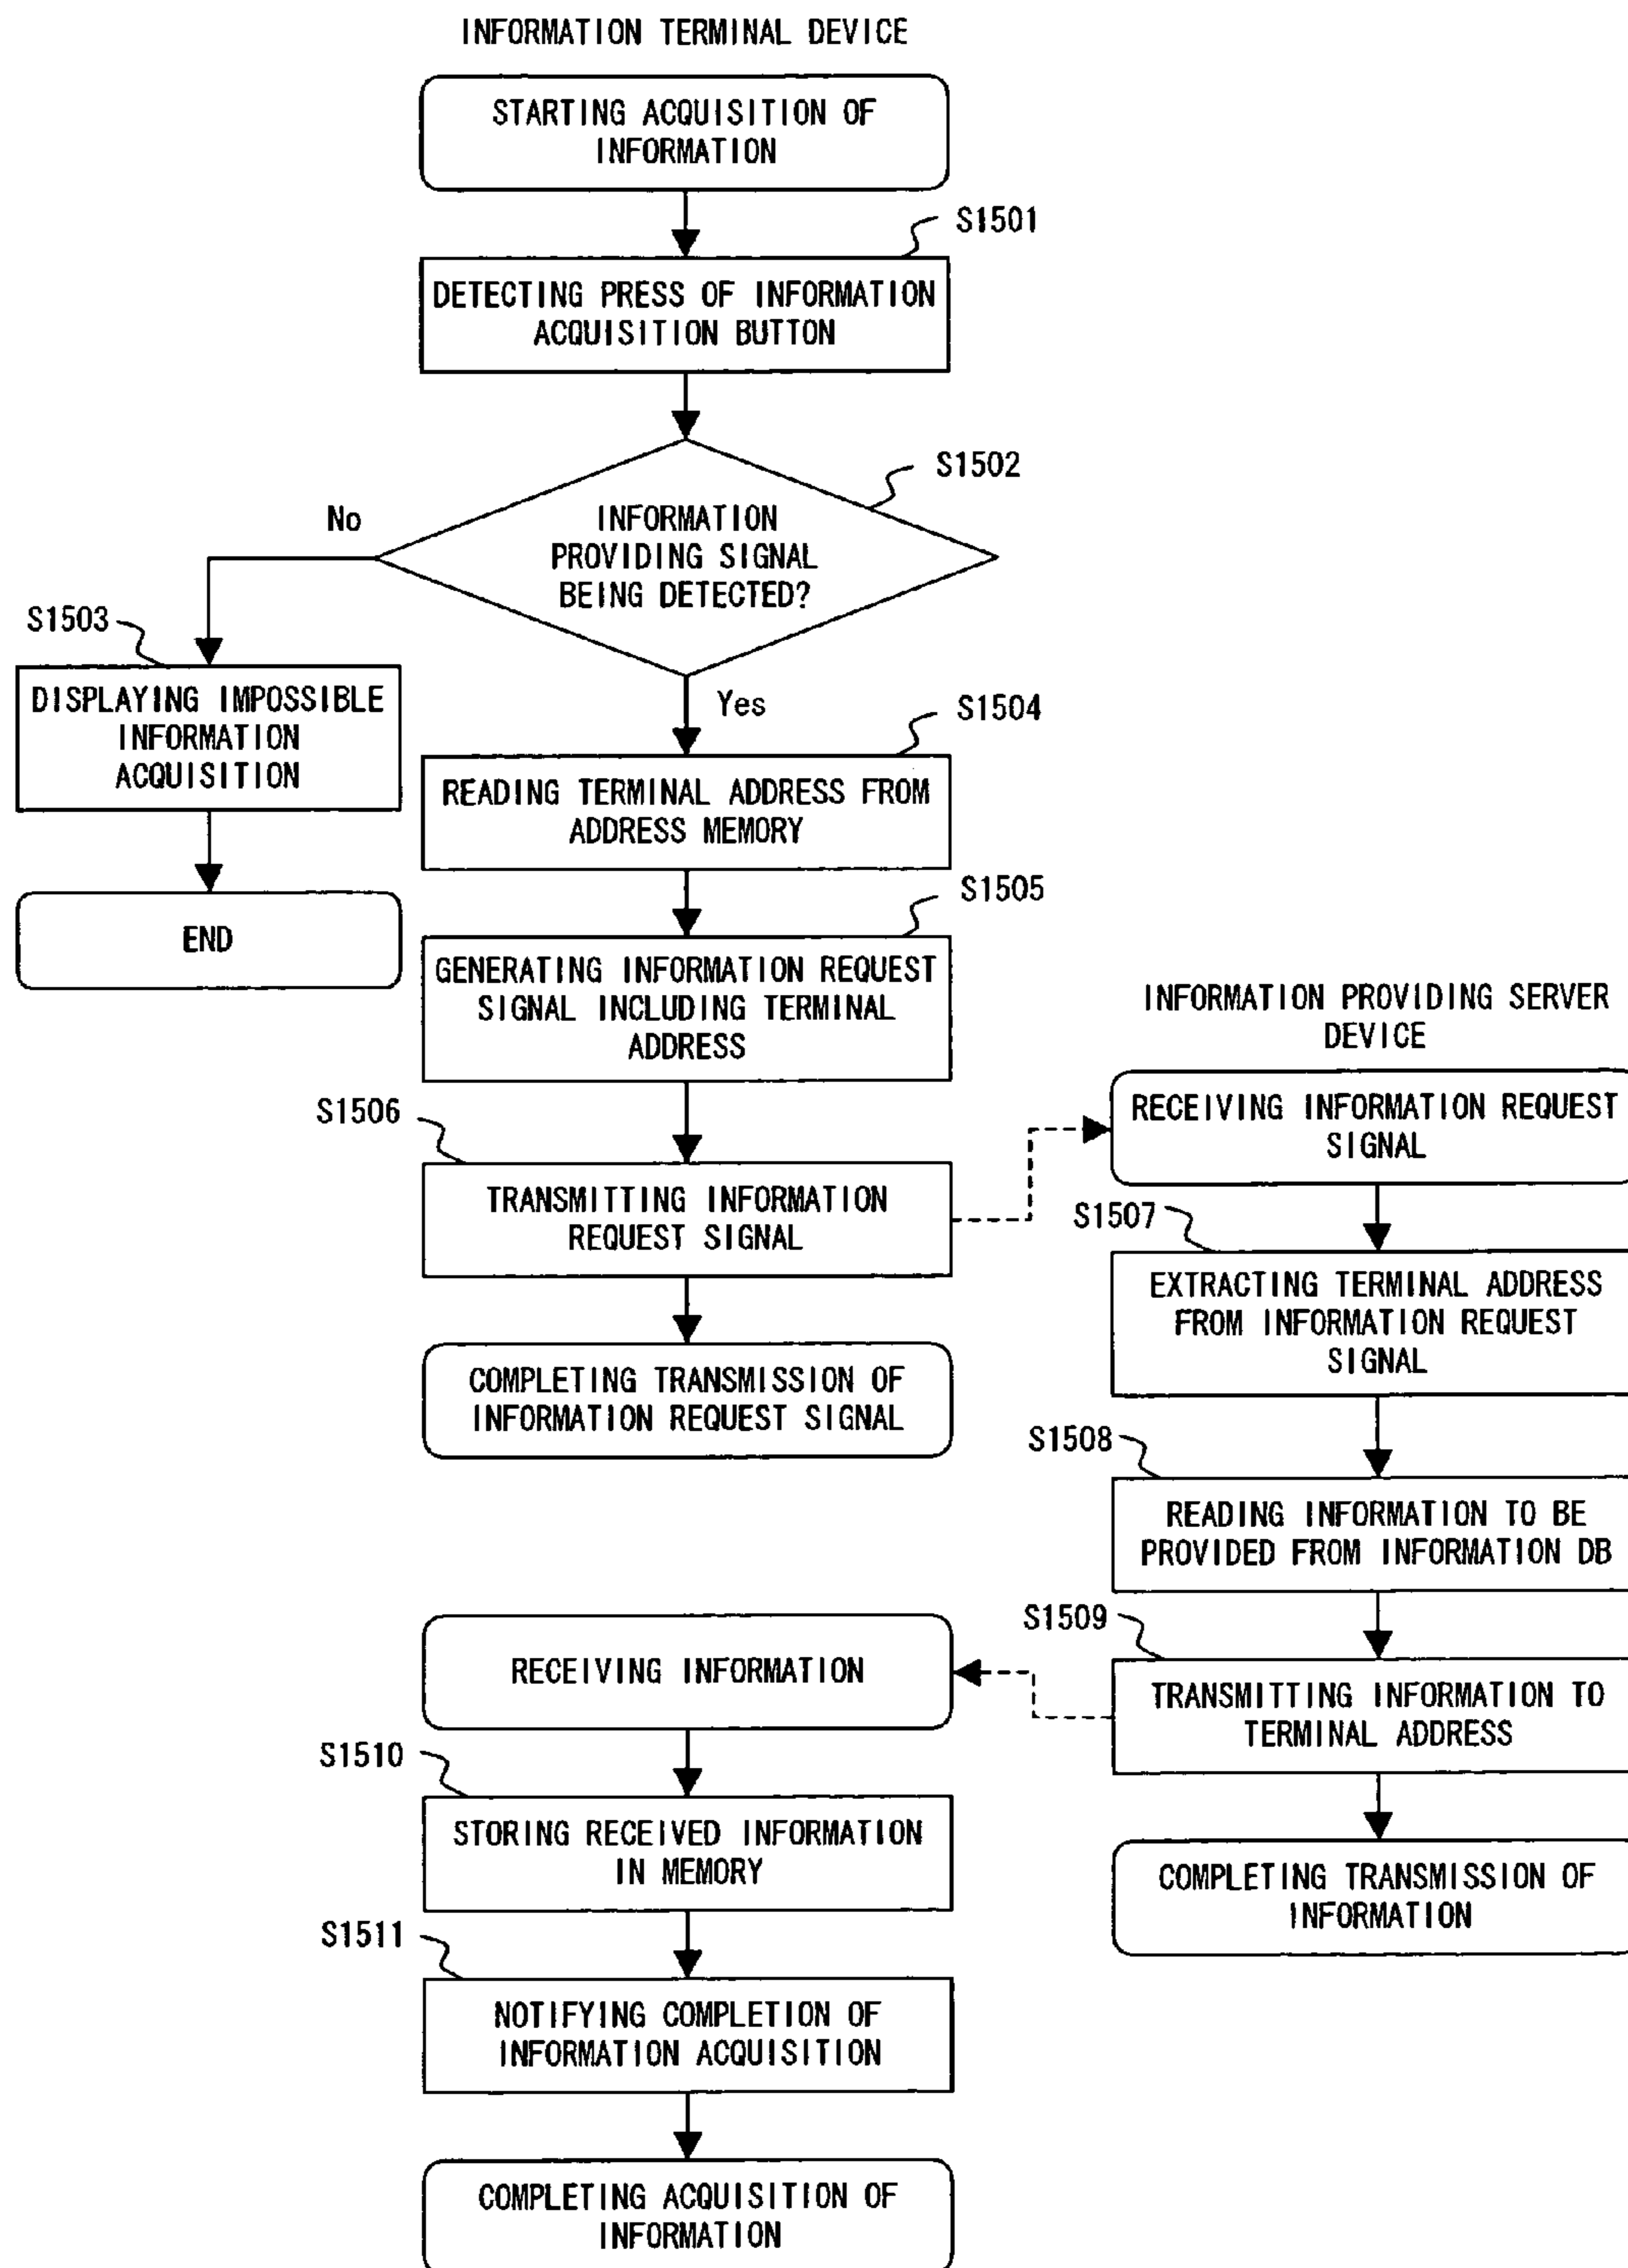 INFORMATION TERMINAL DEVICE
STARTING ACQUISITION OF
INFORMATION
S1501
DETECTING PRESS OF INFORMATION
ACQUISITION BUTTON
S1502
No
INFORMATION
PROVIDING SIGNAL
BEING DETECTED?
S1503
DISPLAYING IMPOSSIBLE
INFORMATION
ACQUISITION
END
Yes
S1504
READING TERMINAL ADDRESS FROM
ADDRESS MEMORY
S1505
GENERATING INFORMATION REQUEST
SIGNAL INCLUDING TERMINAL
ADDRESS
S1506
TRANSMITTING INFORMATION
REQUEST SIGNAL
COMPLETING TRANSMISSION OF
INFORMATION REQUEST SIGNAL
INFORMATION PROVIDING SERVER
DEVICE
RECEIVING INFORMATION REQUEST
SIGNAL
S1507
EXTRACTING TERMINAL ADDRESS
FROM INFORMATION REQUEST
SIGNAL
S1508
READING INFORMATION TO BE
PROVIDED FROM INFORMATION DB
S1509
TRANSMITTING INFORMATION TO
TERMINAL ADDRESS
COMPLETING TRANSMISSION OF
INFORMATION
RECEIVING INFORMATION
S1510
STORING RECEIVED INFORMATION
IN MEMORY
S1511
NOTIFYING COMPLETION OF
INFORMATION ACQUISITION
COMPLETING ACQUISITION OF
INFORMATION